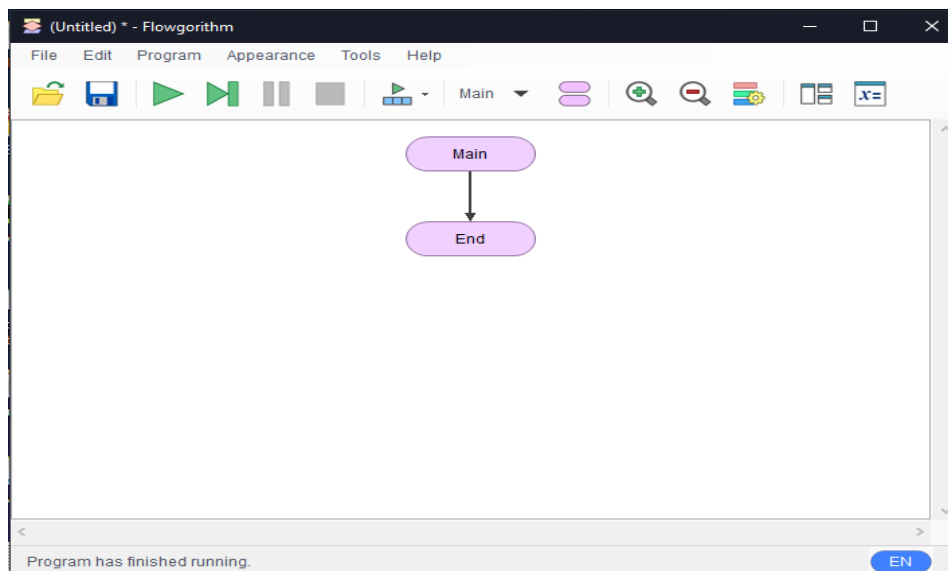 (Untitled) * - Flowgorithm
File Edit Program Appearance Tools Help
Main x=
Main
End
Program has finished running. EN